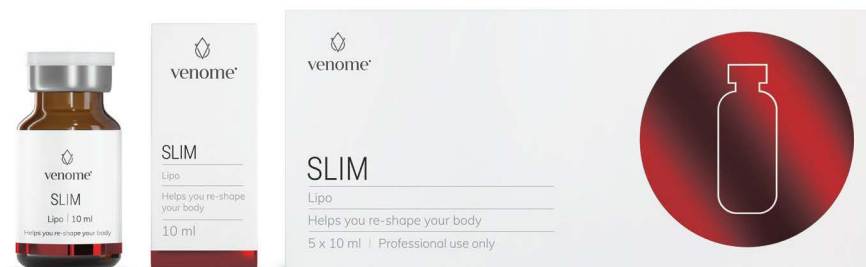 venome
SLIM
Lipo | 10 ml
Helps you re-shape your body
venome
SLIM
Lipo
Helps you re-shape
your body
10 ml
venome
SLIM
Lipo
Helps you re-shape your body
5 x 10 ml | Professional use only